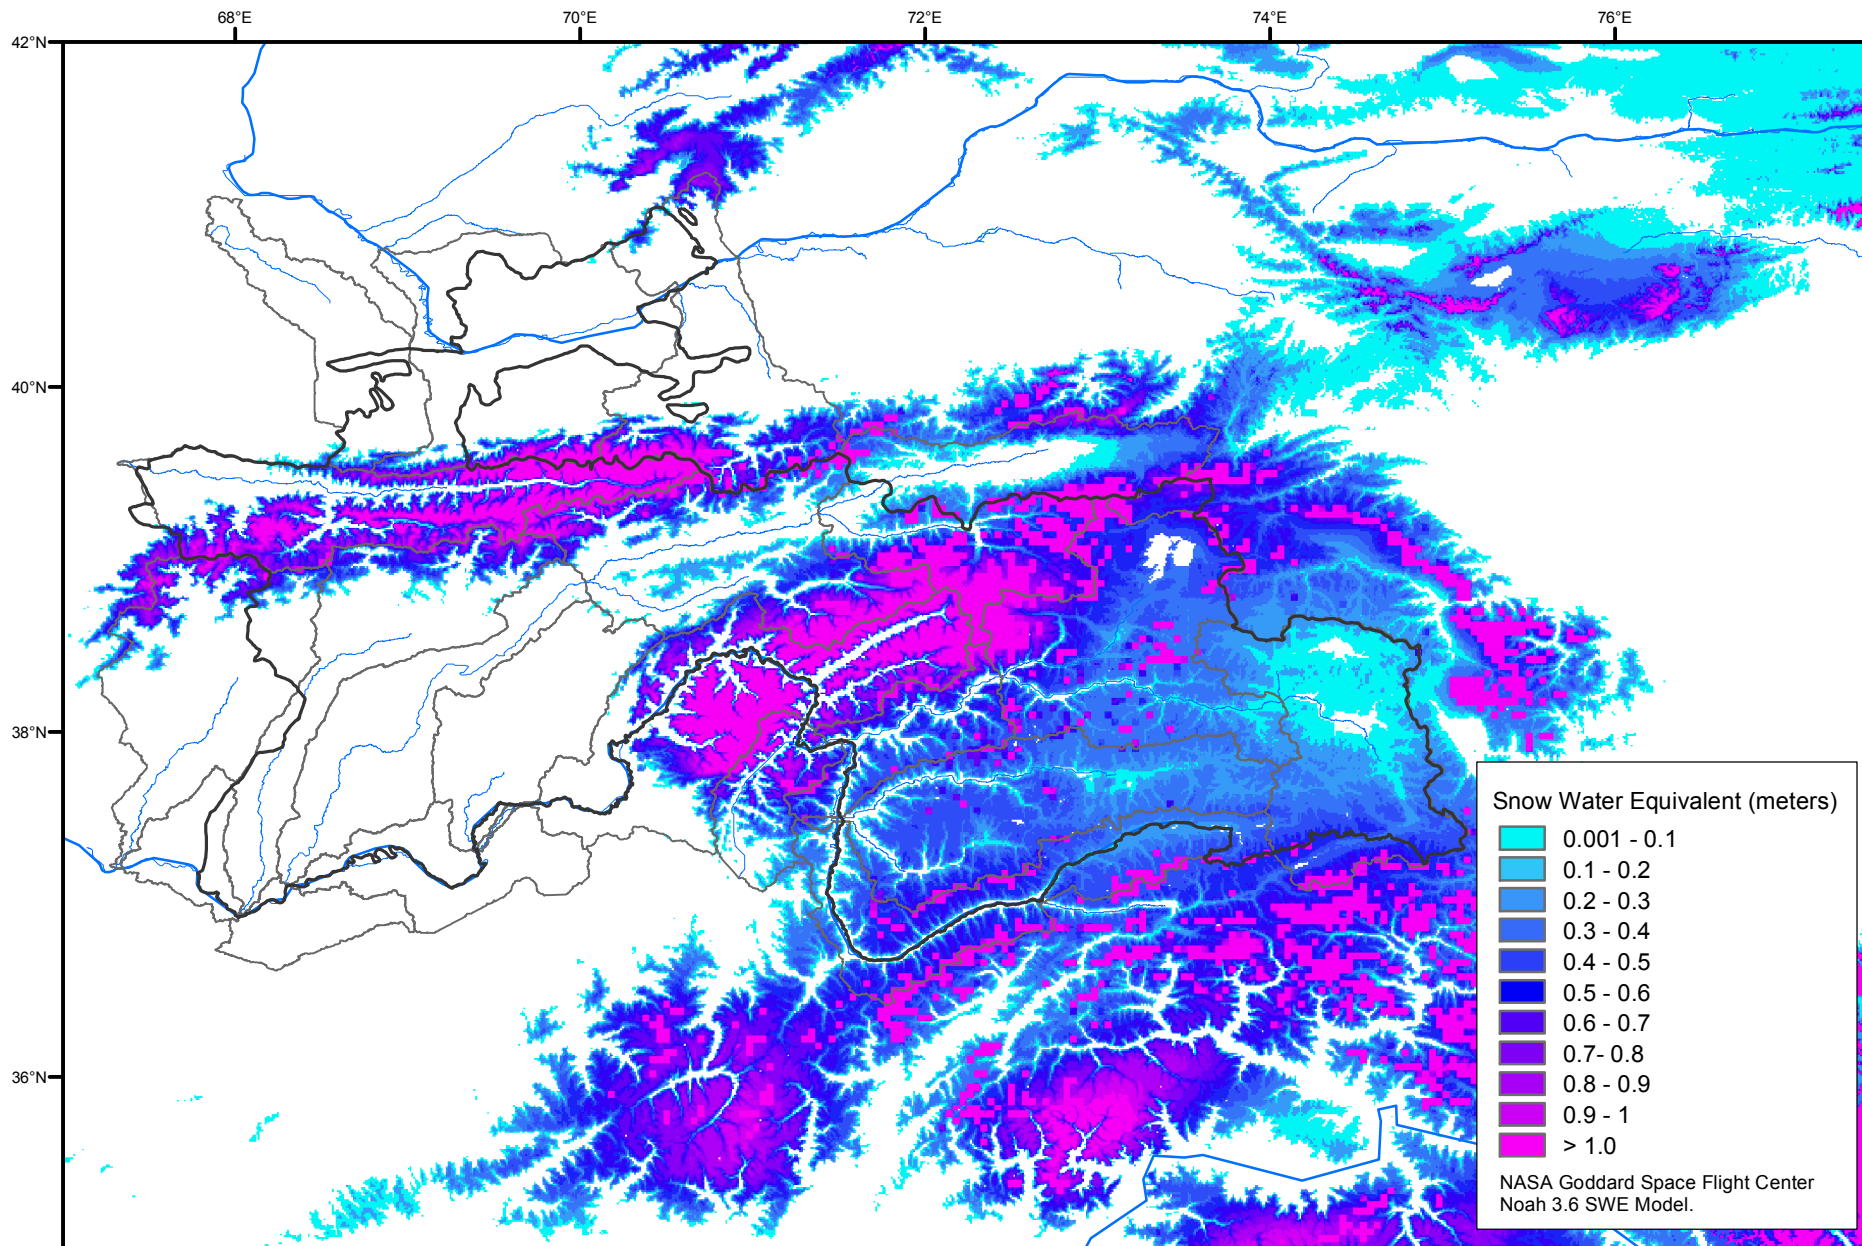 68°E 70°E 72°E 74°E 76°E
42°N
40°N
38°N
36°N
Snow Water Equivalent (meters)
0.001 - 0.1
0.1 - 0.2
0.2 - 0.3
0.3 - 0.4
0.4 - 0.5
0.5 - 0.6
0.6 - 0.7
0.7- 0.8
0.8 - 0.9
0.9 - 1
> 1.0
NASA Goddard Space Flight Center
Noah 3.6 SWE Model.